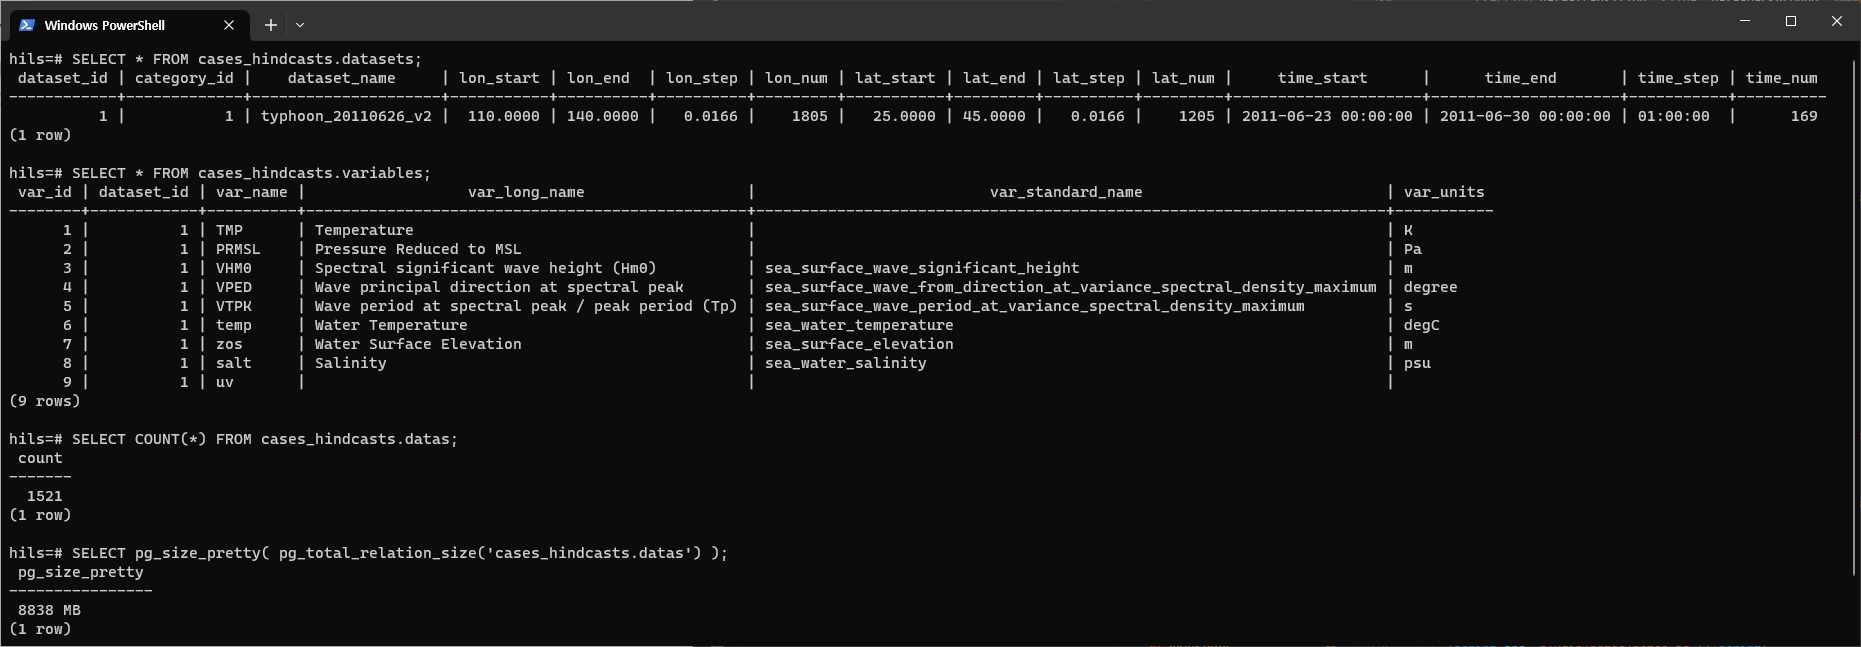 Windows PowerShell
hils=# SELECT * FROM cases_hindcasts.datasets;
 dataset_id | category_id |    dataset_name     | lon_start | lon_end  | lon_step | lon_num | lat_start | lat_end | lat_step | lat_num |     time_start      |      time_end       | time_step | time_num
------------+-------------+---------------------+-----------+----------+----------+---------+-----------+---------+----------+---------+---------------------+---------------------+-----------+----------
          1 |           1 | typhoon_20110626_v2 |  110.0000 | 140.0000 |   0.0166 |    1805 |   25.0000 | 45.0000 |   0.0166 |    1205 | 2011-06-23 00:00:00 | 2011-06-30 00:00:00 | 01:00:00  |      169
(1 row)
hils=# SELECT * FROM cases_hindcasts.variables;
 var_id | dataset_id | var_name |                 var_long_name                 |                          var_standard_name                           | var_units
--------+------------+----------+-----------------------------------------------+----------------------------------------------------------------------+-----------
      1 |          1 | TMP      | Temperature                                   |                                                                      | K
      2 |          1 | PRMSL    | Pressure Reduced to MSL                       |                                                                      | Pa
      3 |          1 | VHM0     | Spectral significant wave height (Hm0)        | sea_surface_wave_significant_height                                  | m
      4 |          1 | VPED     | Wave principal direction at spectral peak     | sea_surface_wave_from_direction_at_variance_spectral_density_maximum | degree
      5 |          1 | VTPK     | Wave period at spectral peak / peak period (Tp) | sea_surface_wave_period_at_variance_spectral_density_maximum         | s
      6 |          1 | temp     | Water Temperature                             | sea_water_temperature                                                | degC
      7 |          1 | zos      | Water Surface Elevation                       | sea_surface_elevation                                                | m
      8 |          1 | salt     | Salinity                                      | sea_water_salinity                                                   | psu
      9 |          1 | uv       |                                               |                                                                      |
(9 rows)
hils=# SELECT COUNT(*) FROM cases_hindcasts.datas;
 count
-------
  1521
(1 row)
hils=# SELECT pg_size_pretty( pg_total_relation_size('cases_hindcasts.datas') );
 pg_size_pretty
----------------
 8838 MB
(1 row)